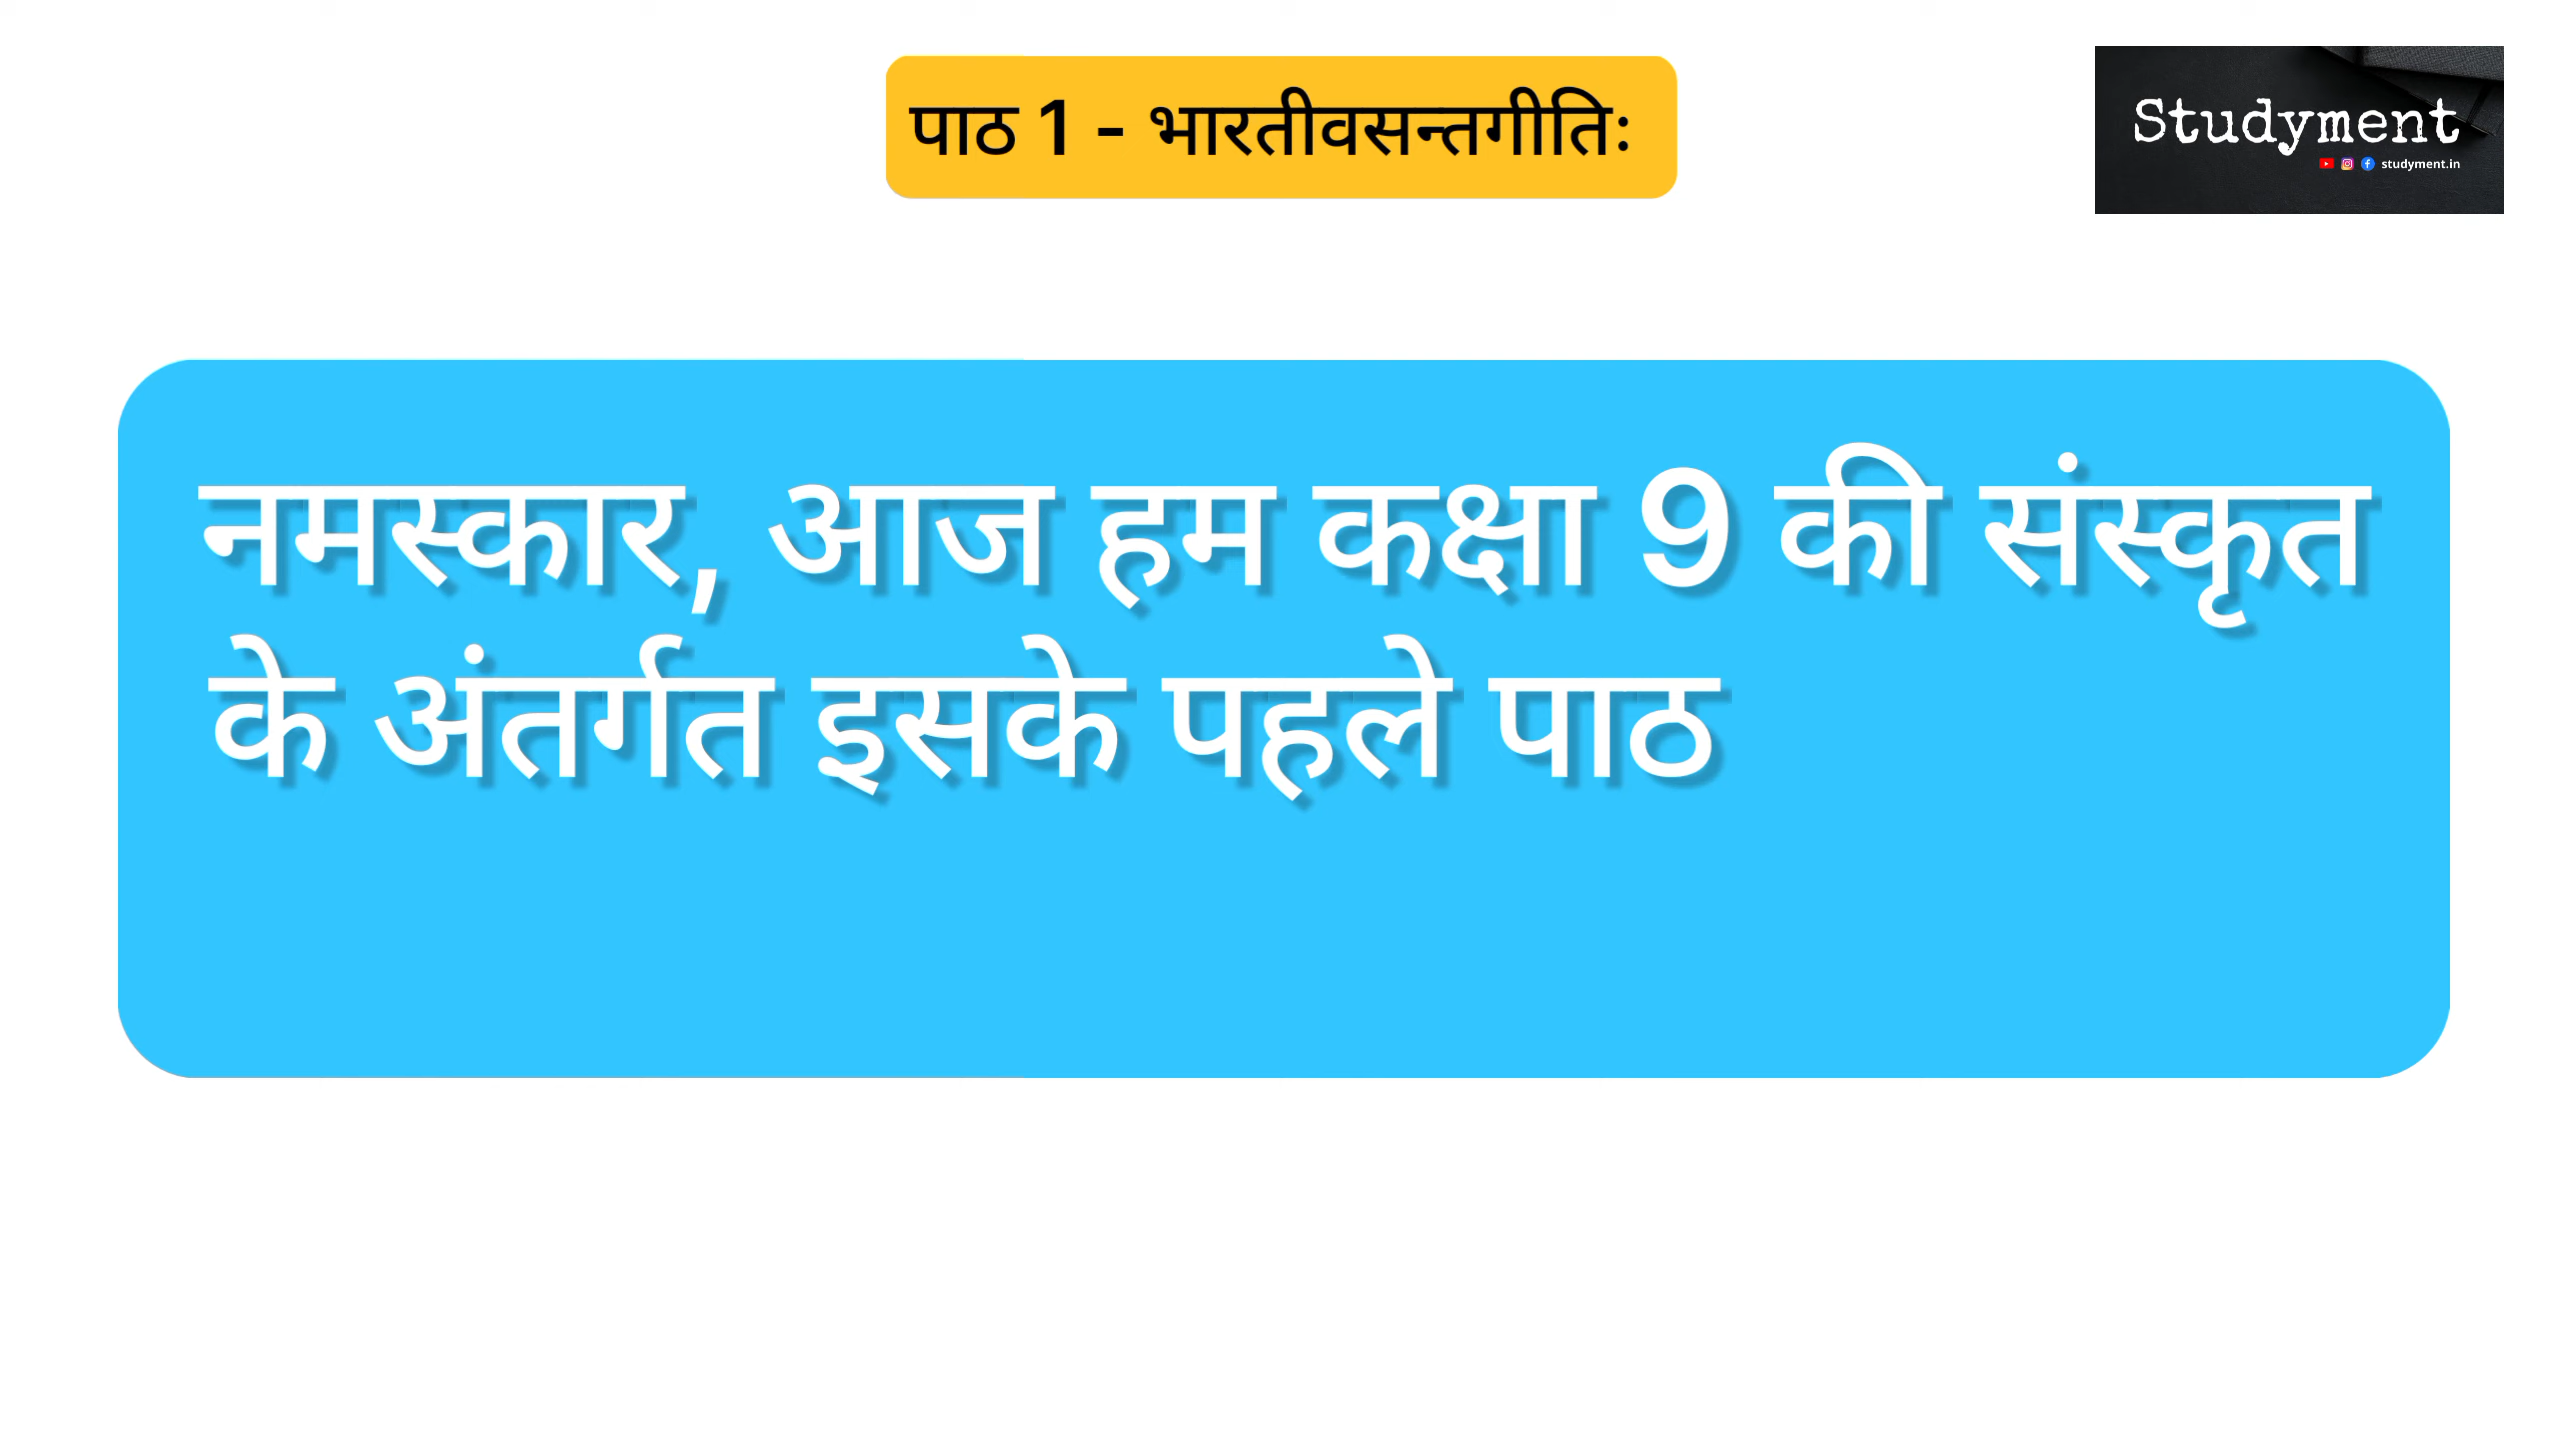 पाठ 1 - भारतीवसन्तगीतिः
Studyment
studyment.in
नमस्कार, आज हम कक्षा 9 की संस्कृत
के अंतर्गत इसके पहले पाठ